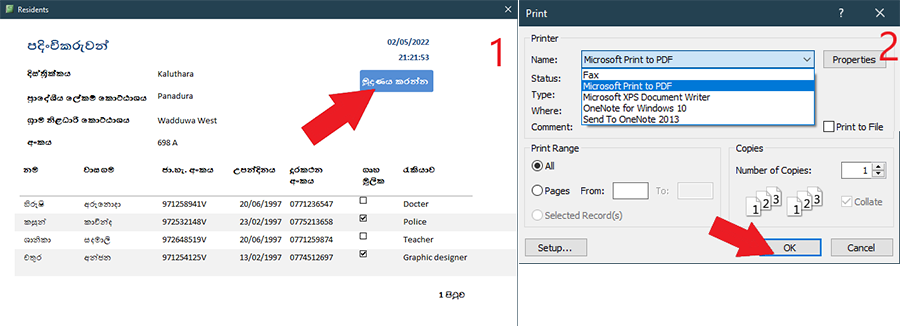 Residents
1
පදිංචිකරුවන්
02/05/2022
21:21:53
මුද්‍රණය කරන්න
දිස්ත්‍රික්කය Kaluthara
ප්‍රාදේශීය ලේකම් කොට්ඨාශය Panadura
ග්‍රාම නිළධාරී කොට්ඨාශය Wadduwa West
අංකය 698 A
නම වාසගම ජා.හැ. අංකය උපන්දිනය දුරකථන අංකය ගෘහ මූලික රැකියාව
තිරුෂි අරුනොදා 971258941V 20/06/1997 0771236547 Docter
කසුන් කාවින්ද 972532148V 23/02/1997 0775213658 Police
ශානිකා සදමාලි 972648519V 20/06/1997 0771259874 Teacher
චතුර අන්ජන 971254125V 13/02/1997 0774512697 Graphic designer
1 පිටුව
Print
? 
2
Printer
Name: Microsoft Print to PDF Properties
Fax
Status: Microsoft Print to PDF
Type: Microsoft XPS Document Writer
Where: OneNote for Windows 10
Comment: Send To OneNote 2013
Print to File
Print Range
All
Pages From: To:
Selected Record(s)
Copies
Number of Copies: 1
1 2 3 1 2 3
Collate
Setup... OK Cancel